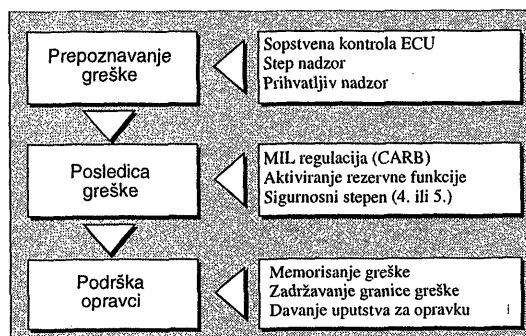 Prepoznavanje
greške
Sopstvena kontrola ECU
Step nadzor
Prihvatljiv nadzor
Posledica
greške
MIL regulacija (CARB)
Aktiviranje rezervne funkcije
Sigurnosni stepen (4. ili 5.)
Podrška
opravci
Memorisanje greške
Zadržavanje granice greške
Davanje uputstva za opravku